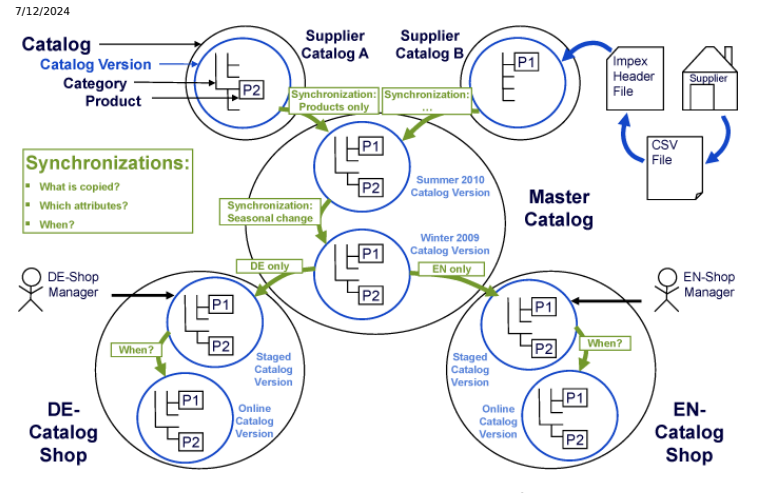 7/12/2024
Catalog
Catalog Version
Category
Product
P2
Supplier
Catalog A
Supplier
Catalog B
P1
Impex
Header
File
Supplier
CSV
File
Synchronization:
Products only
Synchronization:
...
Synchronizations:
What is copied?
Which attributes?
When?
P1
P2
Summer 2010
Catalog Version
Master
Catalog
Synchronization:
Seasonal change
Winter 2009
Catalog Version
P1
P2
DE only
EN only
DE-Shop
Manager
EN-Shop
Manager
P1
P2
When?
Staged
Catalog
Version
P1
P2
Online
Catalog
Version
DE-
Catalog
Shop
P1
P2
When?
Staged
Catalog
Version
P1
P2
Online
Catalog
Version
EN-
Catalog
Shop